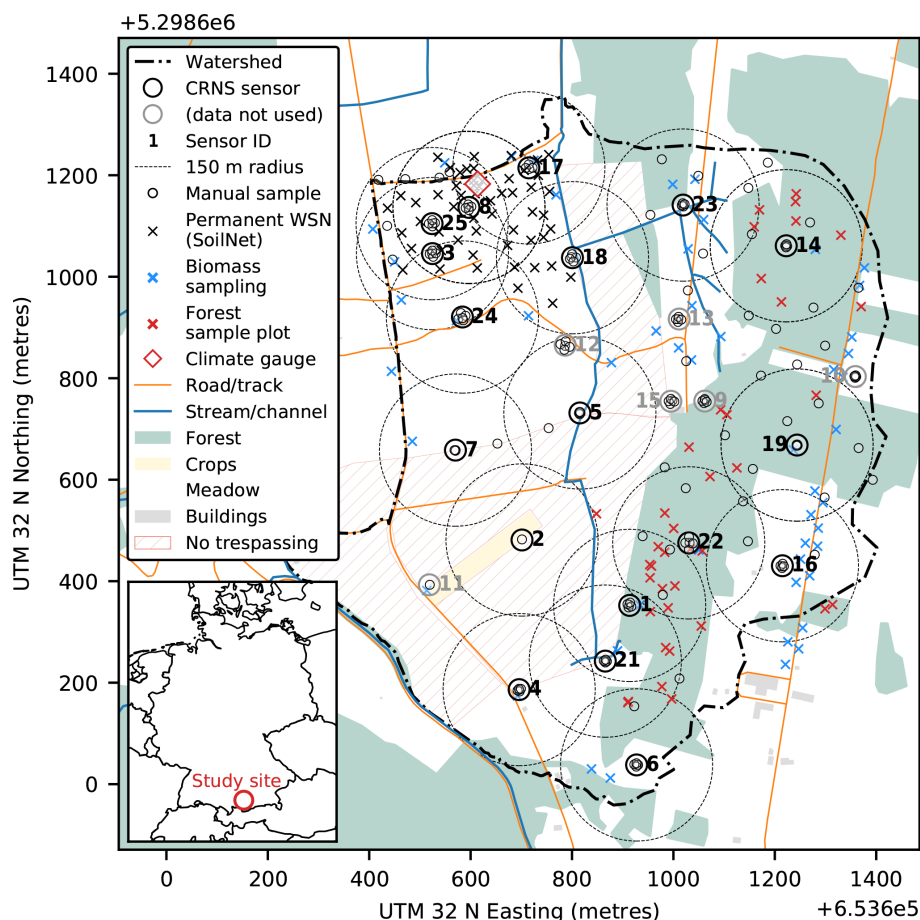 +5.2986e6
1400
1200
1000
800
600
400
200
0
UTM 32 N Northing (metres)
Watershed
CRNS sensor
(data not used)
1 Sensor ID
150 m radius
Manual sample
Permanent WSN
(SoilNet)
Biomass
sampling
Forest
sample plot
Climate gauge
Road/track
Stream/channel
Forest
Crops
Meadow
Buildings
No trespassing
17
8
25
3
18
23
14
24
13
12
10
15
9
5
19
7
2
22
16
11
1
21
4
6
Study site
0
200
400
600
800
1000
1200
1400
+6.536e5
UTM 32 N Easting (metres)